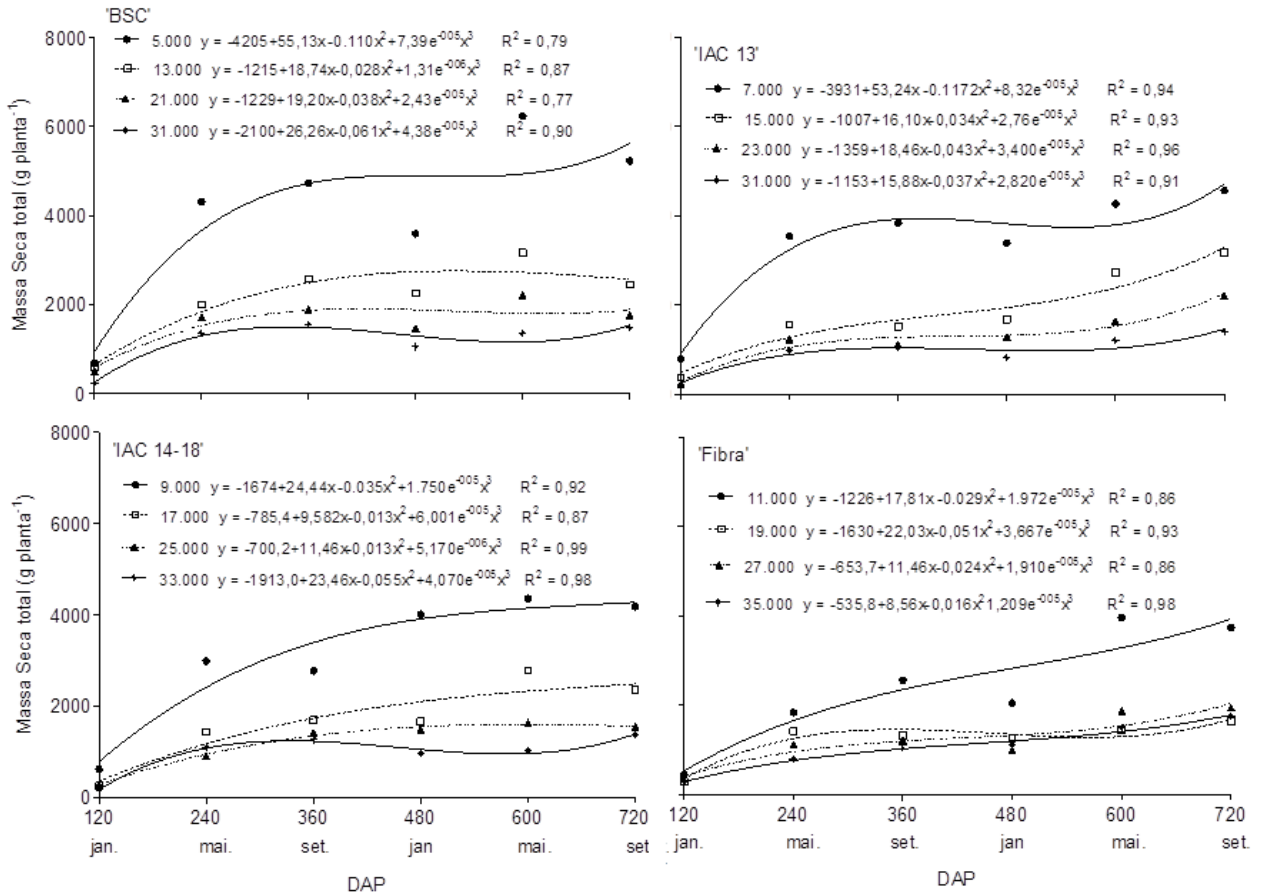 'BSC'
8000
5.000 y = -4205+55,13x-0.110x²+7,39e⁻⁰⁰⁵x³ R² = 0,79
13.000 y = -1215+18,74x-0,028x²+1,31e⁻⁰⁰⁶x³ R² = 0,87
21.000 y = -1229+19,20x-0,038x²+2,43e⁻⁰⁰⁵x³ R² = 0,77
31.000 y = -2100+26,26x-0,061x²+4,38e⁻⁰⁰⁵x³ R² = 0,90
6000
4000
2000
0
Massa Seca total (g planta⁻¹)
'IAC 13'
7.000 y = -3931+53,24x-0.1172x²+8,32e⁻⁰⁰⁵x³ R² = 0,94
15.000 y = -1007+16,10x-0,034x²+2,76e⁻⁰⁰⁵x³ R² = 0,93
23.000 y = -1359+18,46x-0,043x²+3,400e⁻⁰⁰⁵x³ R² = 0,96
31.000 y = -1153+15,88x-0,037x²+2,820e⁻⁰⁰⁵x³ R² = 0,91
8000
'IAC 14-18'
9.000 y = -1674+24,44x-0.035x²+1.750e⁻⁰⁰⁵x³ R² = 0,92
17.000 y = -785,4+9,582x-0,013x²+6,001e⁻⁰⁰⁵x³ R² = 0,87
25.000 y = -700,2+11,46x-0,013x²+5,170e⁻⁰⁰⁶x³ R² = 0,99
33.000 y = -1913,0+23,46x-0,055x²+4,070e⁻⁰⁰⁵x³ R² = 0,98
6000
4000
2000
0
Massa Seca total (g planta⁻¹)
120 240 360 480 600 720
jan. mai. set. jan mai. set
DAP
'Fibra'
11.000 y = -1226+17,81x-0.029x²+1.972e⁻⁰⁰⁵x³ R² = 0,86
19.000 y = -1630+22,03x-0,051x²+3,667e⁻⁰⁰⁵x³ R² = 0,93
27.000 y = -653,7+11,46x-0,024x²+1,910e⁻⁰⁰⁵x³ R² = 0,86
35.000 y = -535,8+8,56x-0,016x²1,209e⁻⁰⁰⁵x³ R² = 0,98
120 240 360 480 600 720
jan. mai. set. jan mai. set.
DAP